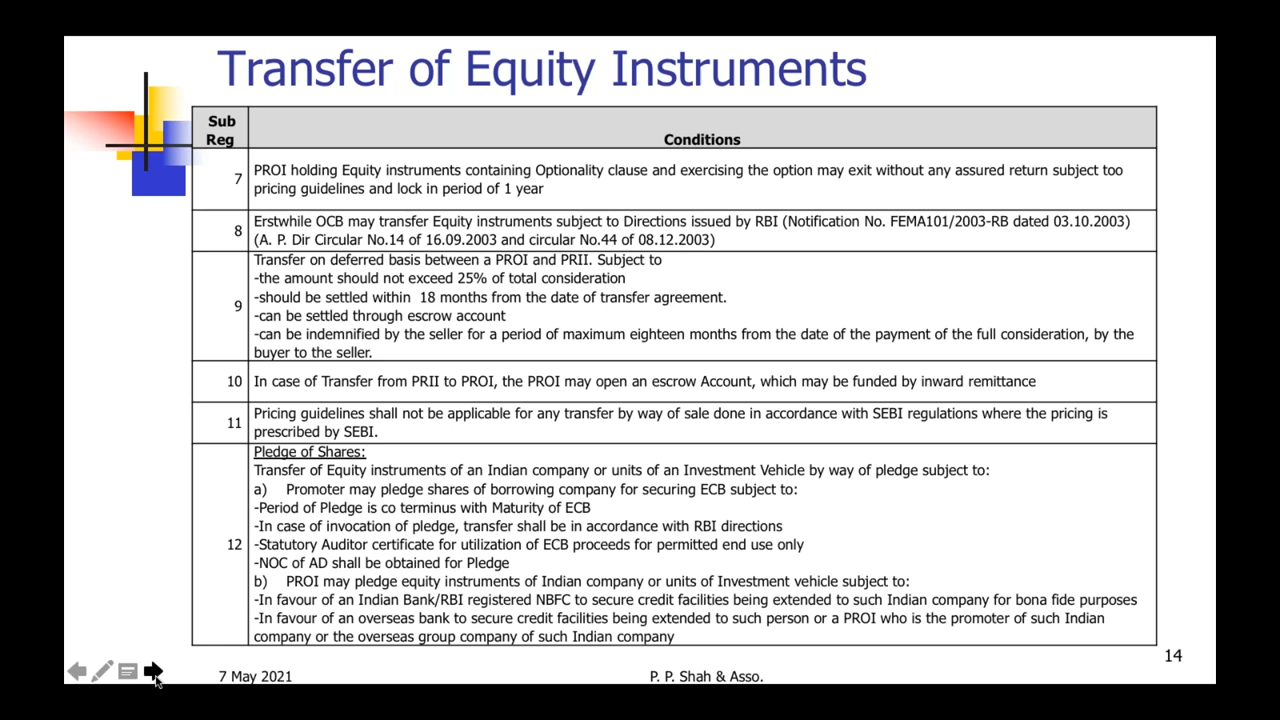 Transfer of Equity Instruments
Sub
Reg
Conditions
7
PROI holding Equity instruments containing Optionality clause and exercising the option may exit without any assured return subject too
pricing guidelines and lock in period of 1 year
8
Erstwhile OCB may transfer Equity instruments subject to Directions issued by RBI (Notification No. FEMA101/2003-RB dated 03.10.2003)
(A. P. Dir Circular No.14 of 16.09.2003 and circular No.44 of 08.12.2003)
9
Transfer on deferred basis between a PROI and PRII. Subject to
-the amount should not exceed 25% of total consideration
-should be settled within 18 months from the date of transfer agreement.
-can be settled through escrow account
-can be indemnified by the seller for a period of maximum eighteen months from the date of the payment of the full consideration, by the
buyer to the seller.
10
In case of Transfer from PRII to PROI, the PROI may open an escrow Account, which may be funded by inward remittance
11
Pricing guidelines shall not be applicable for any transfer by way of sale done in accordance with SEBI regulations where the pricing is
prescribed by SEBI.
12
Pledge of Shares:
Transfer of Equity instruments of an Indian company or units of an Investment Vehicle by way of pledge subject to:
a) Promoter may pledge shares of borrowing company for securing ECB subject to:
-Period of Pledge is co terminus with Maturity of ECB
-In case of invocation of pledge, transfer shall be in accordance with RBI directions
-Statutory Auditor certificate for utilization of ECB proceeds for permitted end use only
-NOC of AD shall be obtained for Pledge
b) PROI may pledge equity instruments of Indian company or units of Investment vehicle subject to:
-In favour of an Indian Bank/RBI registered NBFC to secure credit facilities being extended to such Indian company for bona fide purposes
-In favour of an overseas bank to secure credit facilities being extended to such person or a PROI who is the promoter of such Indian
company or the overseas group company of such Indian company
14
7 May 2021
P. P. Shah & Asso.